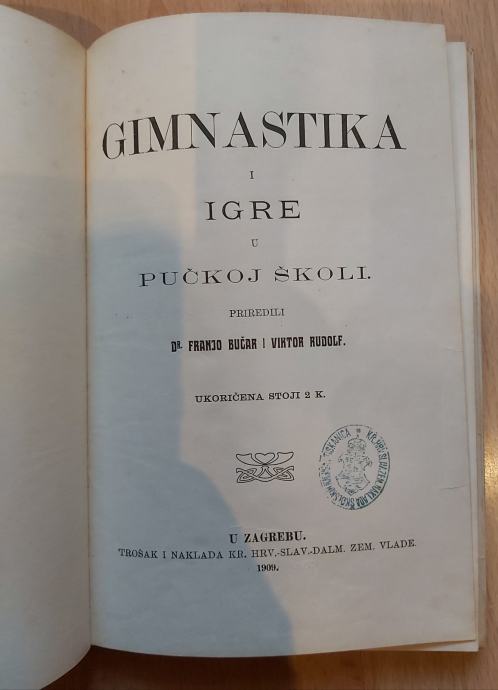 GIMNASTIKA
I
IGRE
U
PUČKOJ ŠKOLI.
PRIREDILI
DR. FRANJO BUČAR I VIKTOR RUDOLF.
UKORIČENA STOJI 2 K.
U ZAGREBU.
TROŠAK I NAKLADA KR. HRV.-SLAV.-DALM. ZEM. VLADE.
1909.